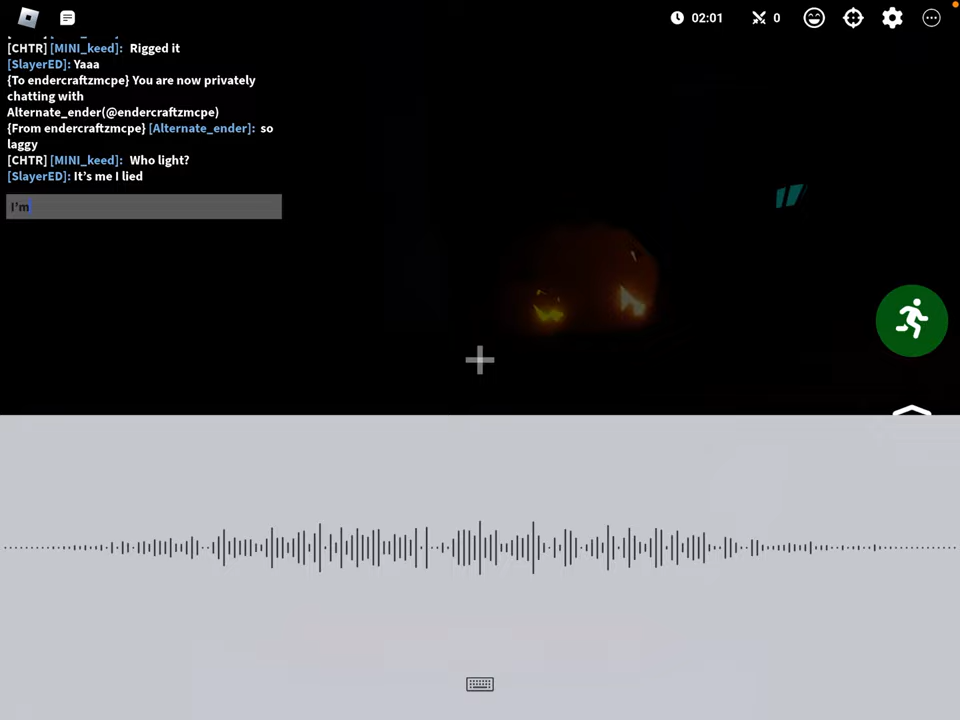 02:01
0
[CHTR] [MINI_keed]: Rigged it
[SlayerED]: Yaaa
{To endercraftzmcpe} You are now privately
chatting with
Alternate_ender(@endercraftzmcpe)
{From endercraftzmcpe} [Alternate_ender]: so
laggy
[CHTR] [MINI_keed]: Who light?
[SlayerED]: It’s me I lied
I’m